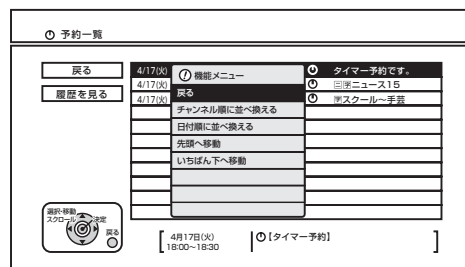 予約一覧
戻る
履歴を見る
4/17(火)
4/17(火)
4/17(火)
機能メニュー
戻る
チャンネル順に並べ換える
日付順に並べ換える
先頭へ移動
いちばん下へ移動
タイマー予約です。
ニュース15
スクール～手芸
選択・移動
スクロール
決定
戻る
4月17日(火)
18:00～18:30
【タイマー予約】